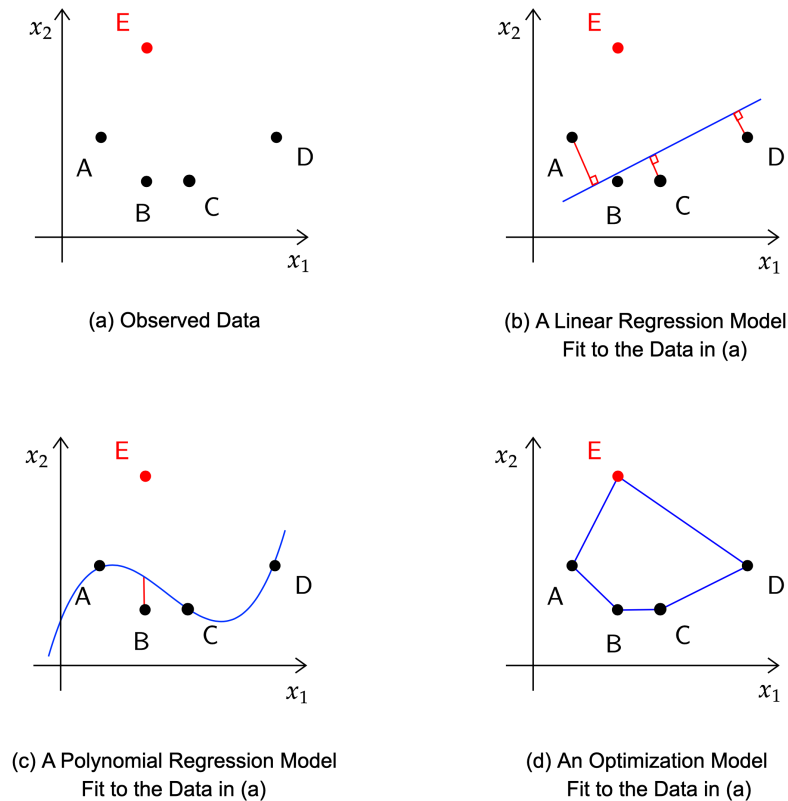 E
x₂
A
D
B
C
x₁
(a) Observed Data
E
x₂
A
D
B
C
x₁
(b) A Linear Regression Model
Fit to the Data in (a)
E
x₂
A
D
B
C
x₁
(c) A Polynomial Regression Model
Fit to the Data in (a)
E
x₂
A
D
B
C
x₁
(d) An Optimization Model
Fit to the Data in (a)